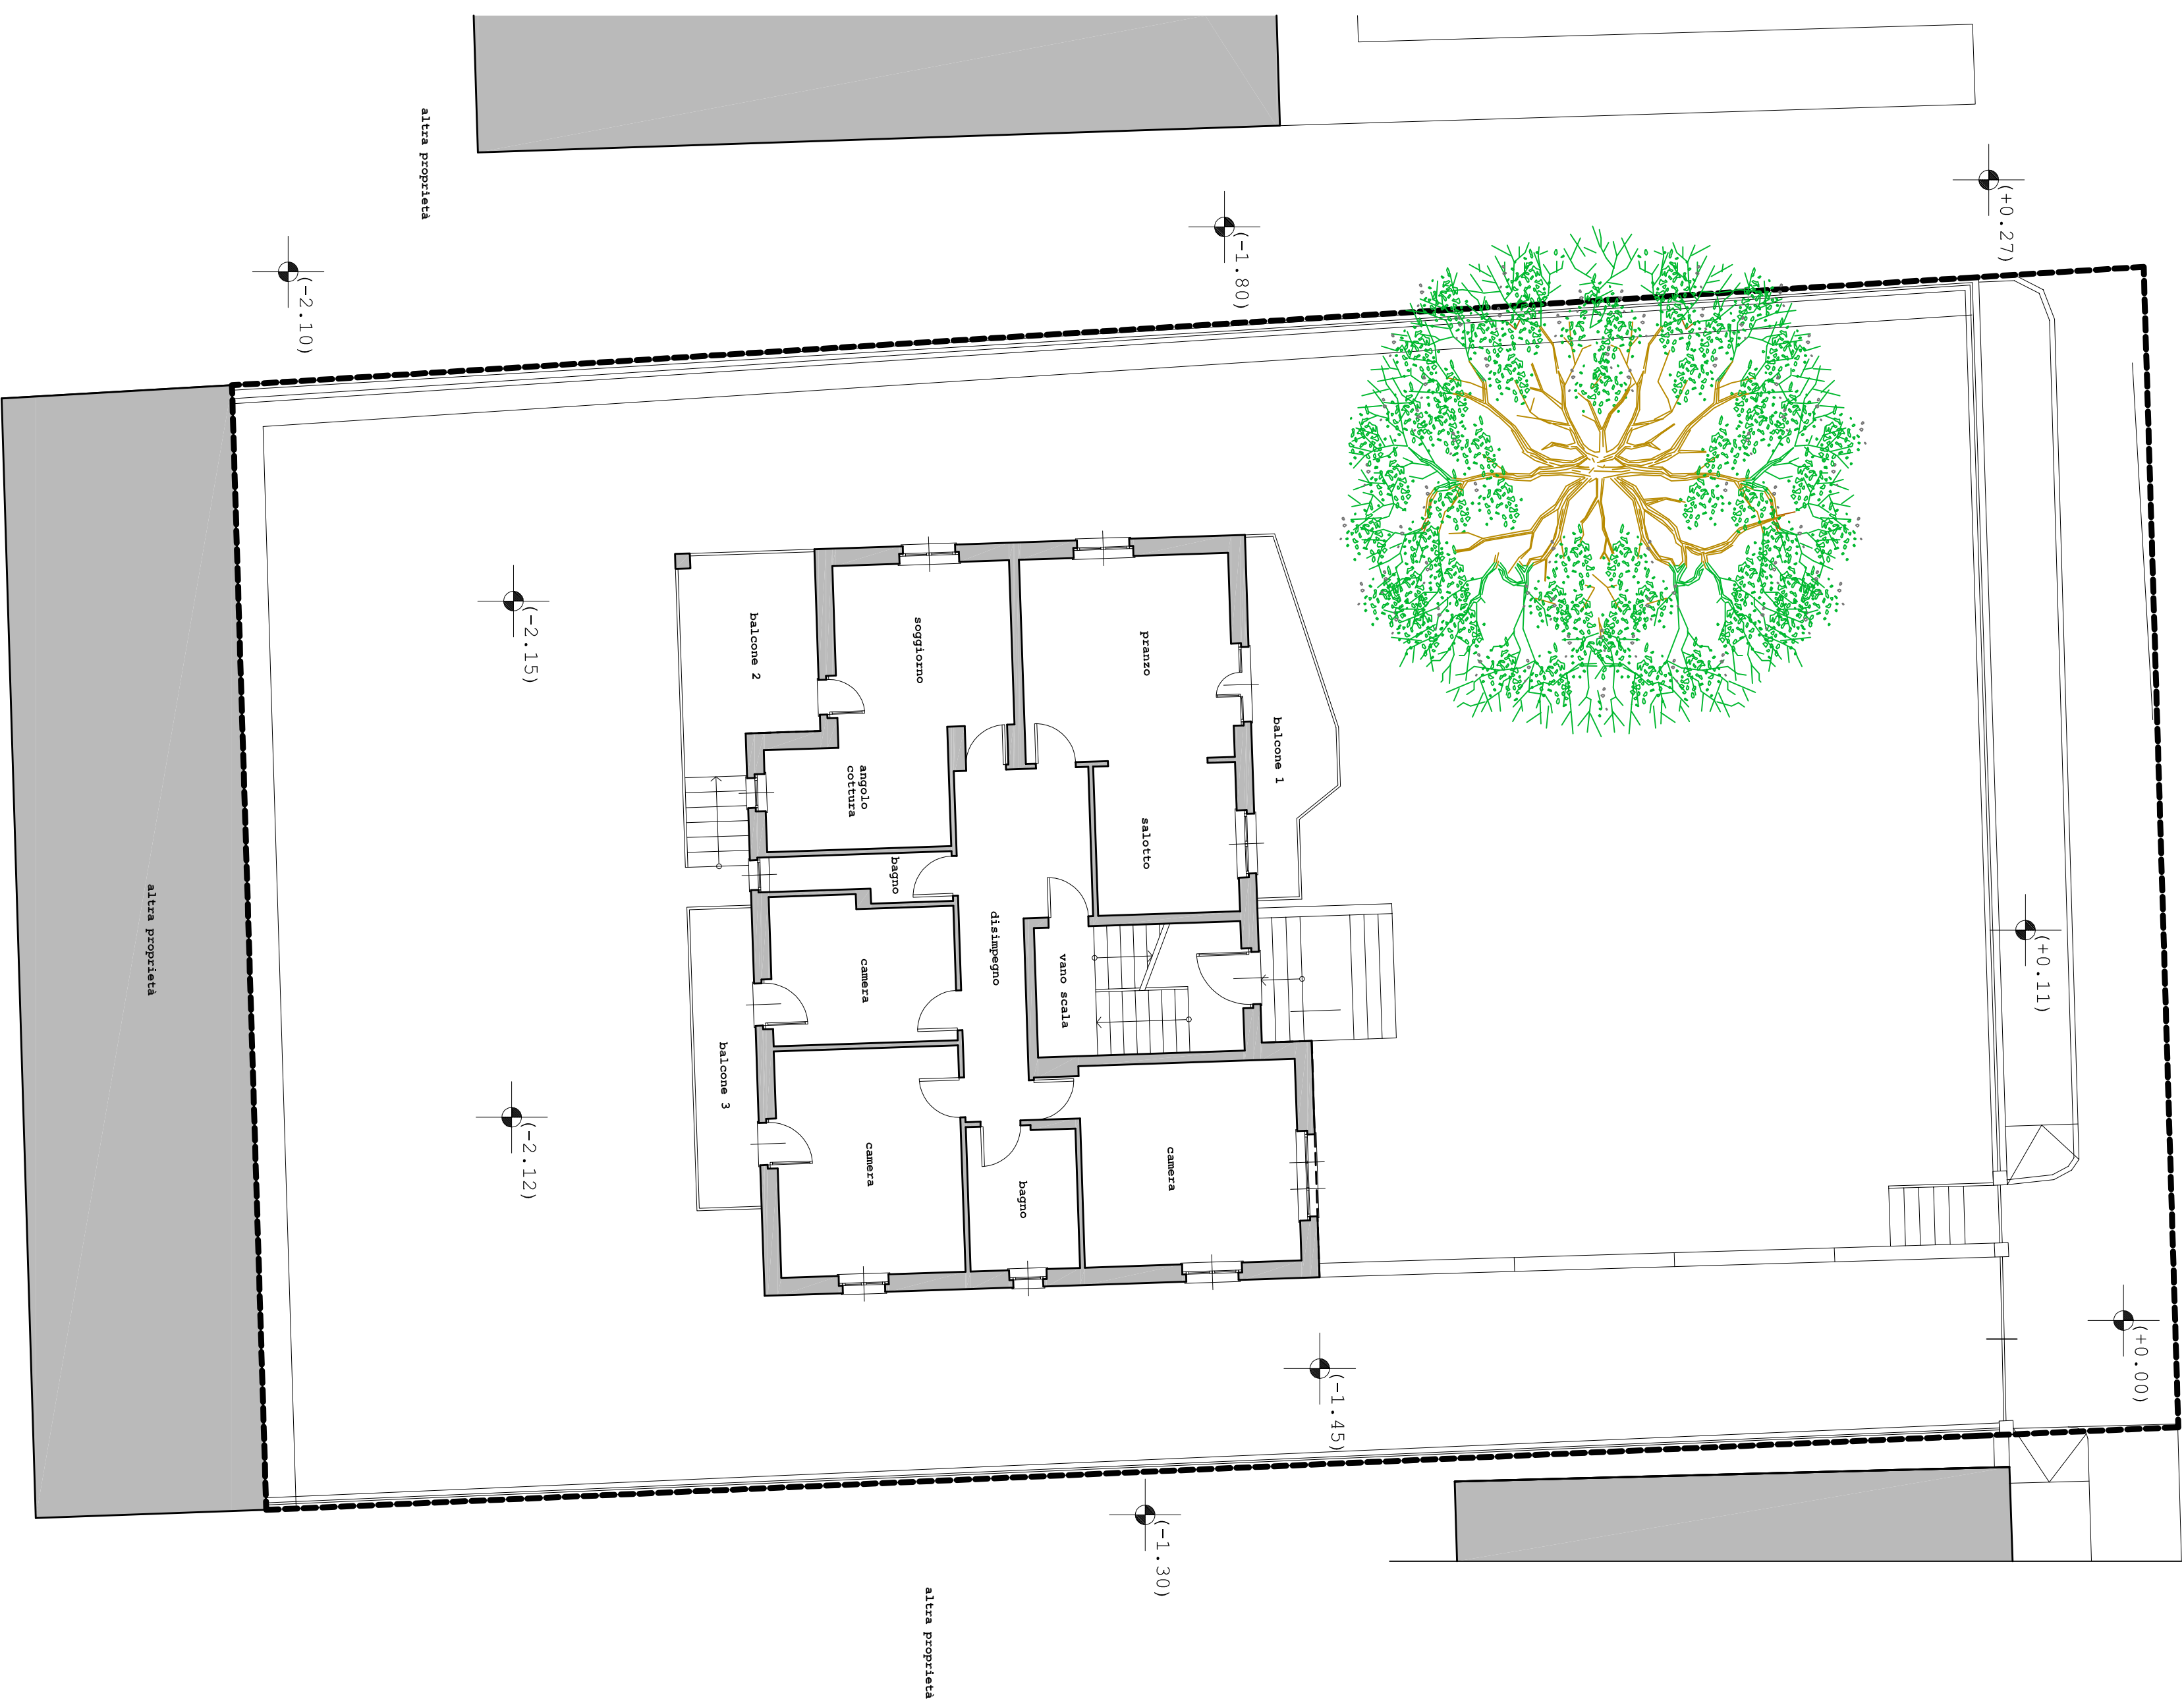 (+0.27)
(+0.11)
(+0.00)
(-1.80)
balcone 1
pranzo
salotto
camera
(-1.45)
vano scala
bagno
(-1.30)
disimpegno
soggiorno
bagno
angolo
cottura
camera
camera
altra proprietà
balcone 2
balcone 3
(-2.15)
(-2.12)
altra proprietà
(-2.10)
altra proprietà